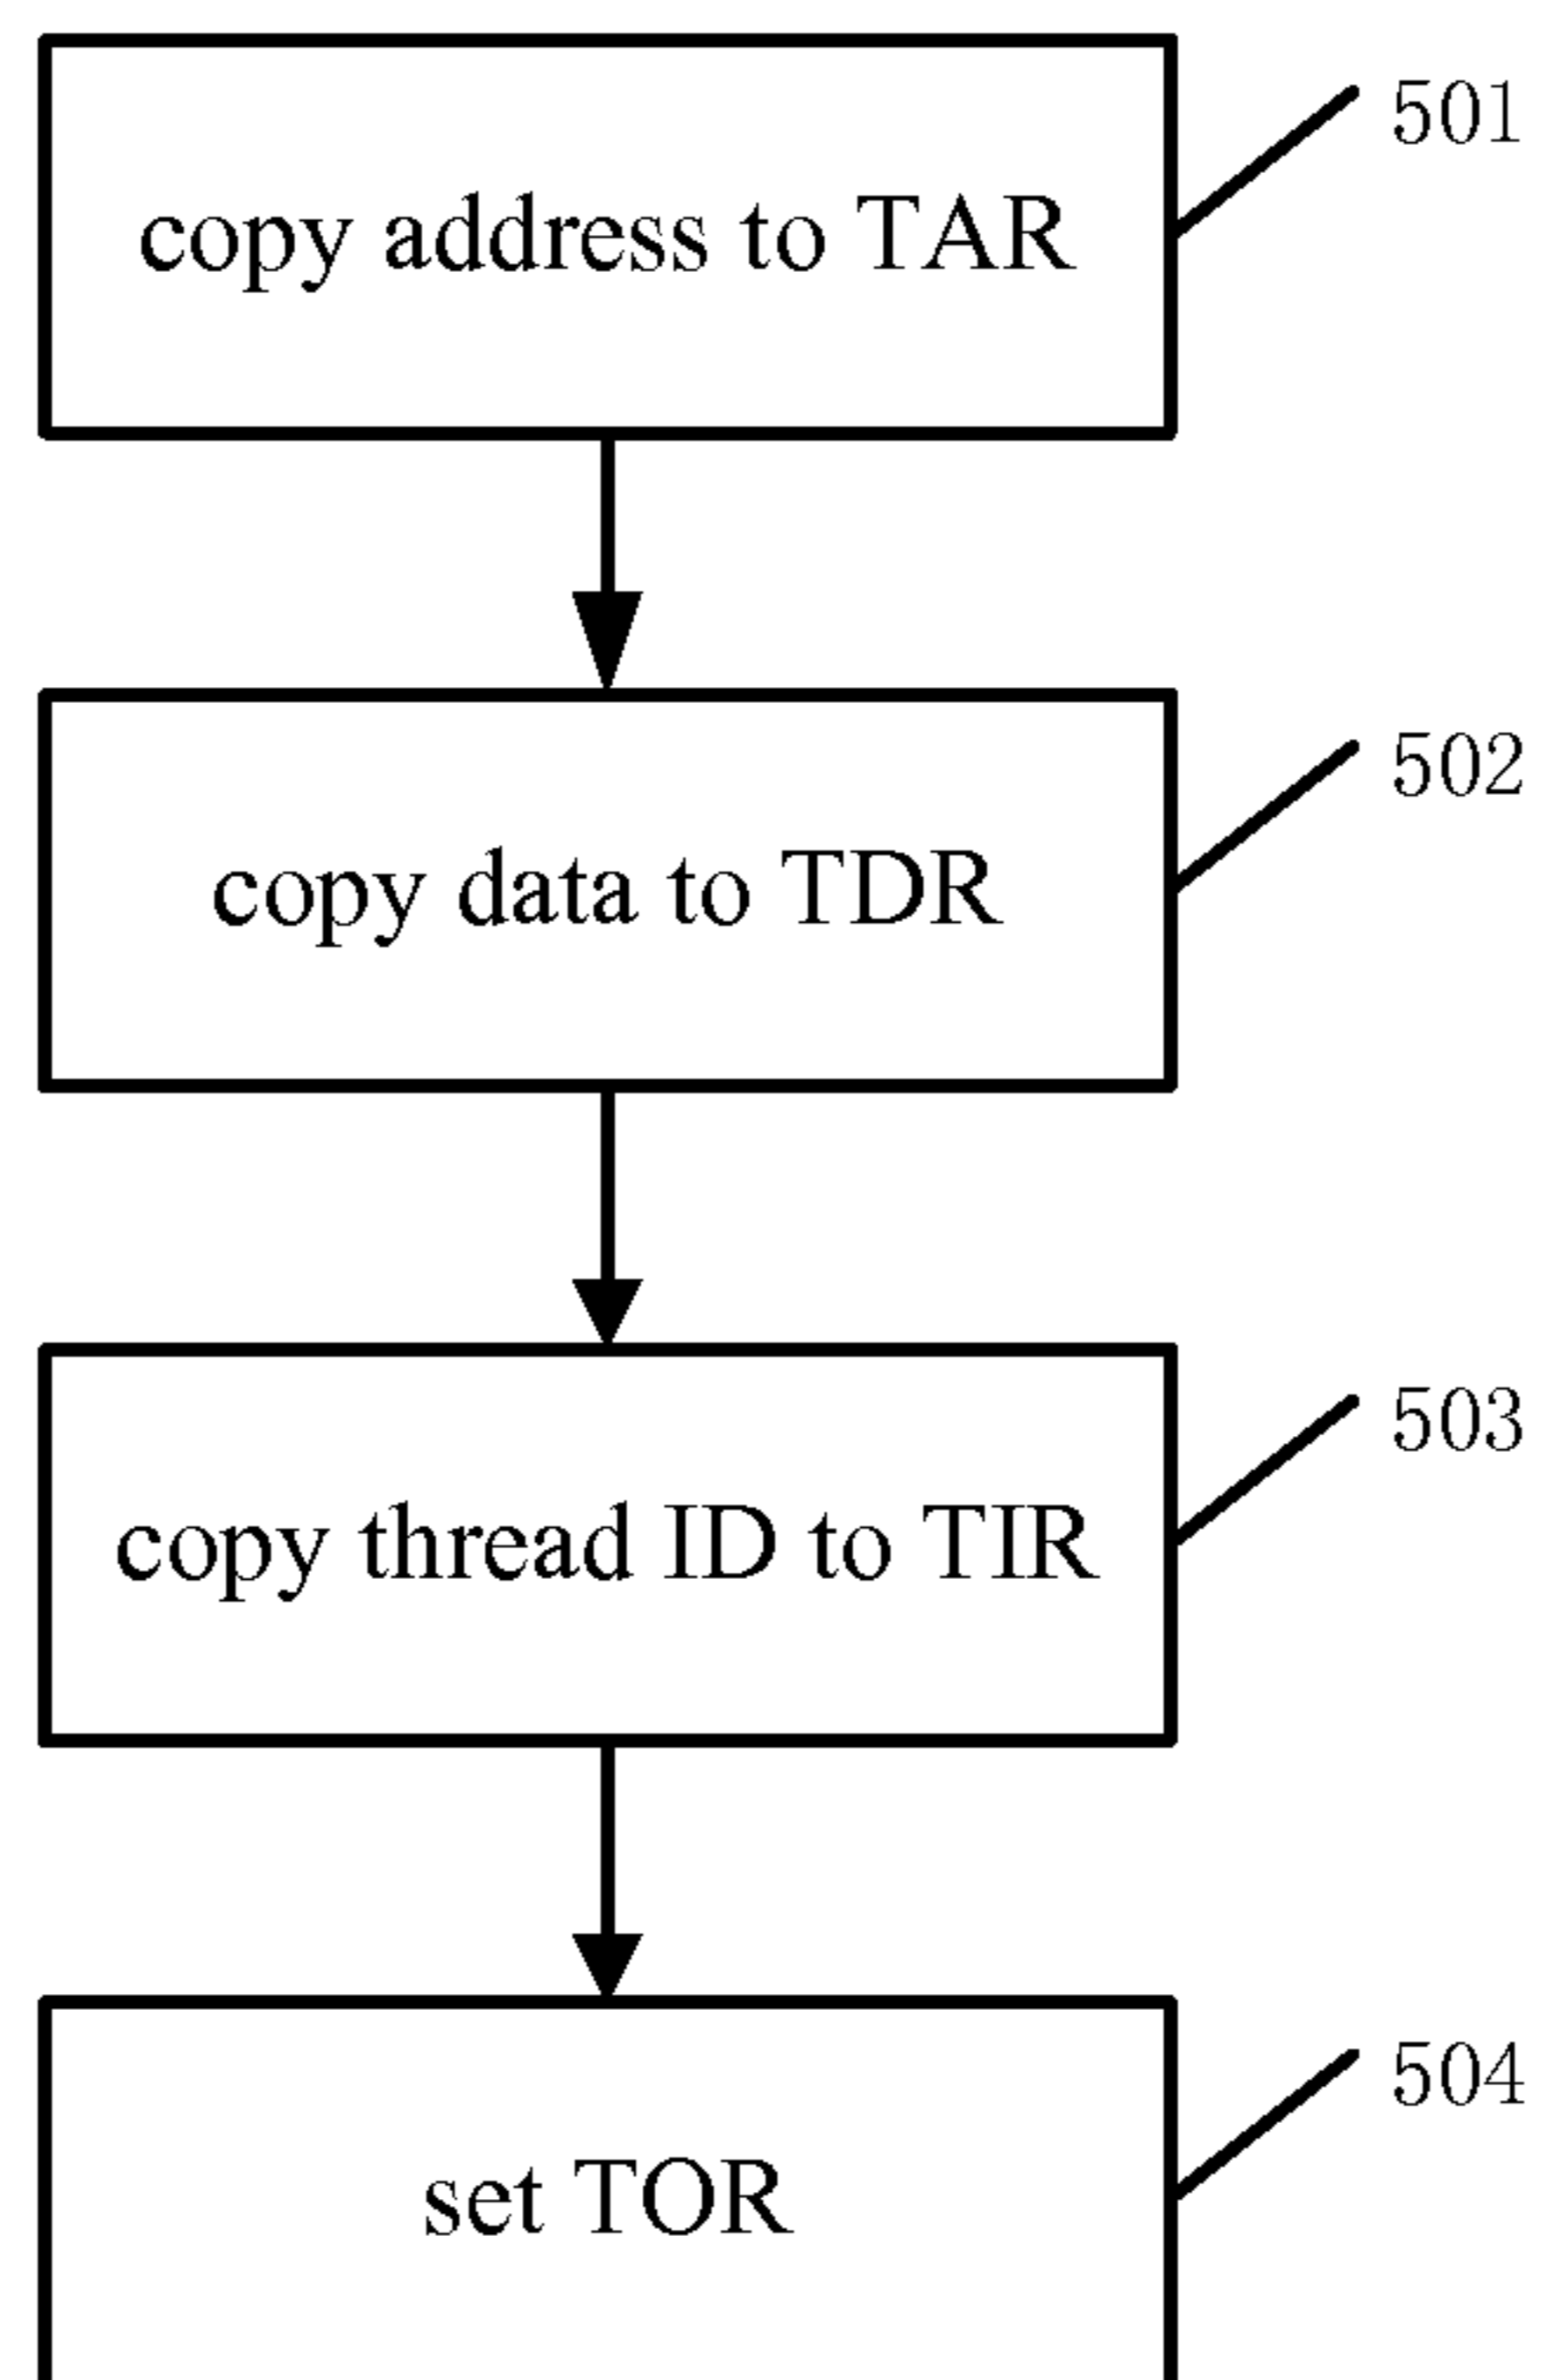 copy address to TAR
501
copy data to TDR
502
copy thread ID to TIR
503
set TOR
504